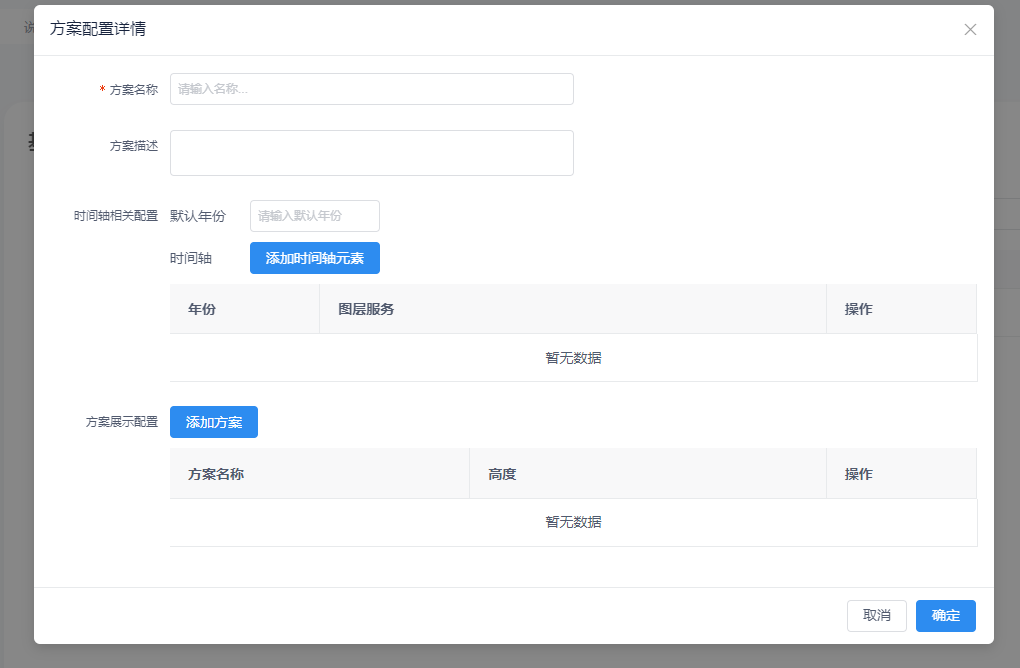 方案配置详情
* 方案名称 请输入名称...
方案描述
时间轴相关配置 默认年份 请输入默认年份
时间轴 添加时间轴元素
年份 图层服务 操作
暂无数据
方案展示配置 添加方案
方案名称 高度 操作
暂无数据
取消 确定